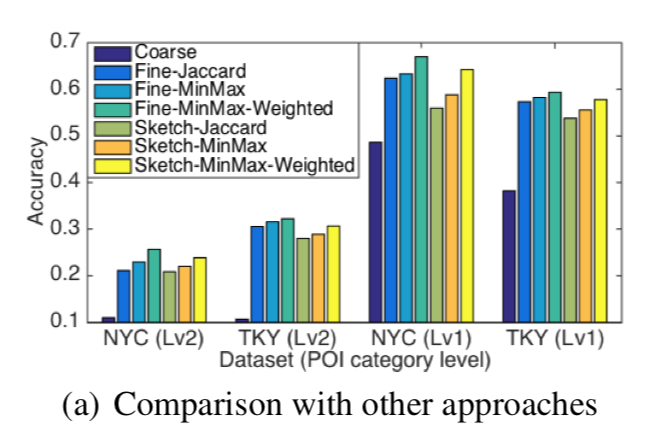 0.7
0.6
0.5
0.4
0.3
0.2
0.1
Accuracy
Coarse
Fine-Jaccard
Fine-MinMax
Fine-MinMax-Weighted
Sketch-Jaccard
Sketch-MinMax
Sketch-MinMax-Weighted
NYC (Lv2) TKY (Lv2) NYC (Lv1) TKY (Lv1)
Dataset (POI category level)
(a) Comparison with other approaches